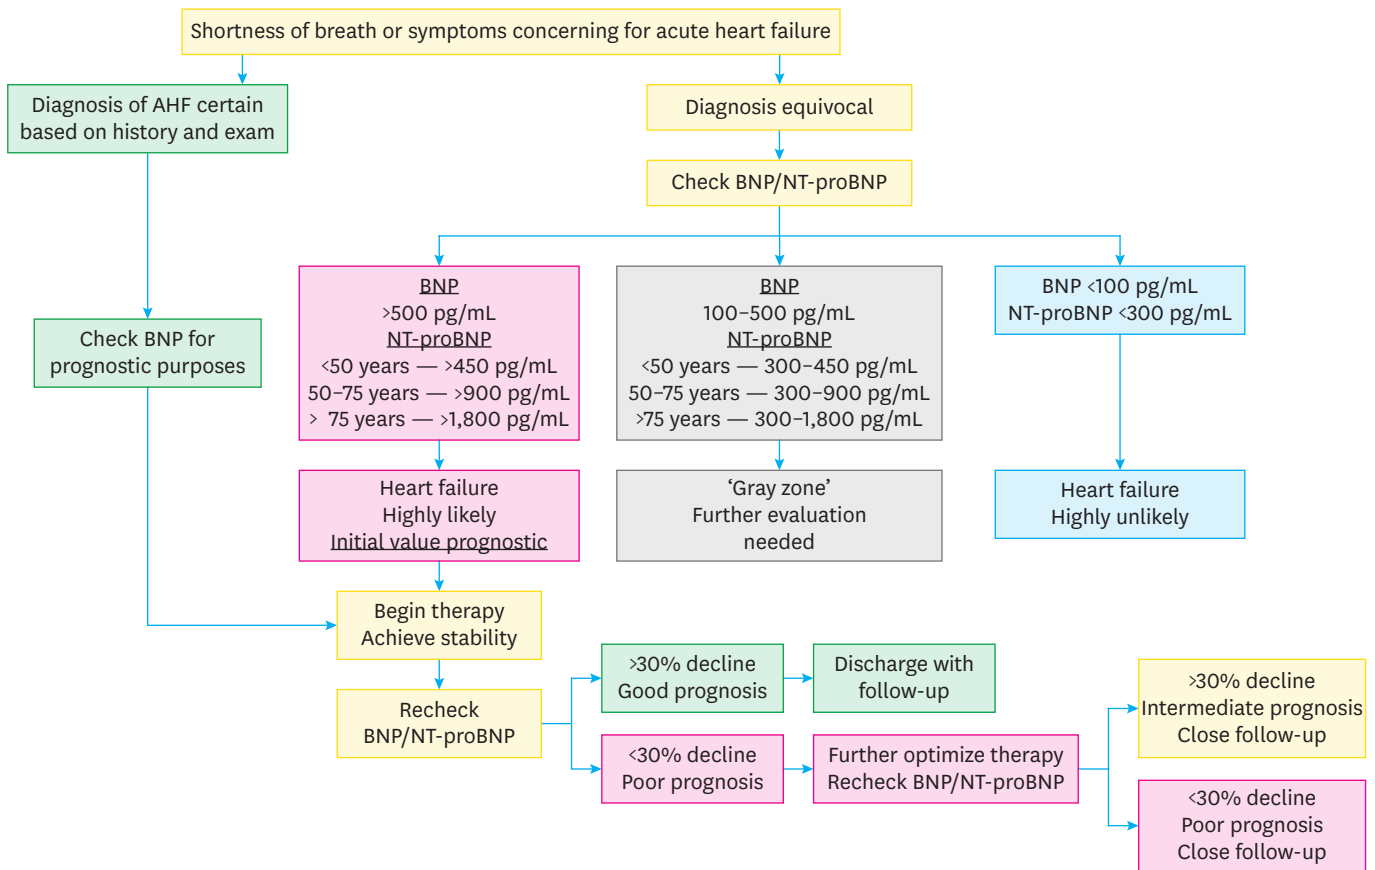 Shortness of breath or symptoms concerning for acute heart failure
Diagnosis of AHF certain
based on history and exam
Diagnosis equivocal
Check BNP/NT-proBNP
BNP
>500 pg/mL
NT-proBNP
<50 years — >450 pg/mL
50–75 years — >900 pg/mL
> 75 years — >1,800 pg/mL
BNP
100–500 pg/mL
NT-proBNP
<50 years — 300–450 pg/mL
50–75 years — 300–900 pg/mL
>75 years — 300–1,800 pg/mL
BNP <100 pg/mL
NT-proBNP <300 pg/mL
Check BNP for
prognostic purposes
Heart failure
Highly likely
Initial value prognostic
‘Gray zone’
Further evaluation
needed
Heart failure
Highly unlikely
Begin therapy
Achieve stability
Recheck
BNP/NT-proBNP
>30% decline
Good prognosis
Discharge with
follow-up
<30% decline
Poor prognosis
Further optimize therapy
Recheck BNP/NT-proBNP
>30% decline
Intermediate prognosis
Close follow-up
<30% decline
Poor prognosis
Close follow-up